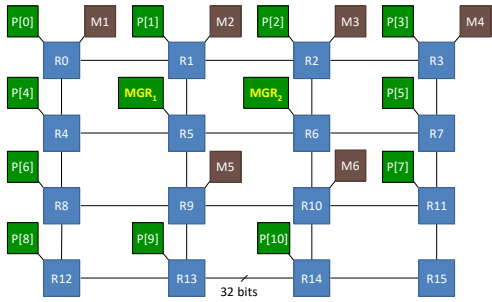 P[0] M1 P[1] M2 P[2] M3 P[3] M4
R0 R1 R2 R3
P[4] MGR1 MGR2 P[5]
R4 R5 R6 R7
P[6] M5 M6 P[7]
R8 R9 R10 R11
P[8] P[9] P[10]
R12 R13 R14 R15
32 bits